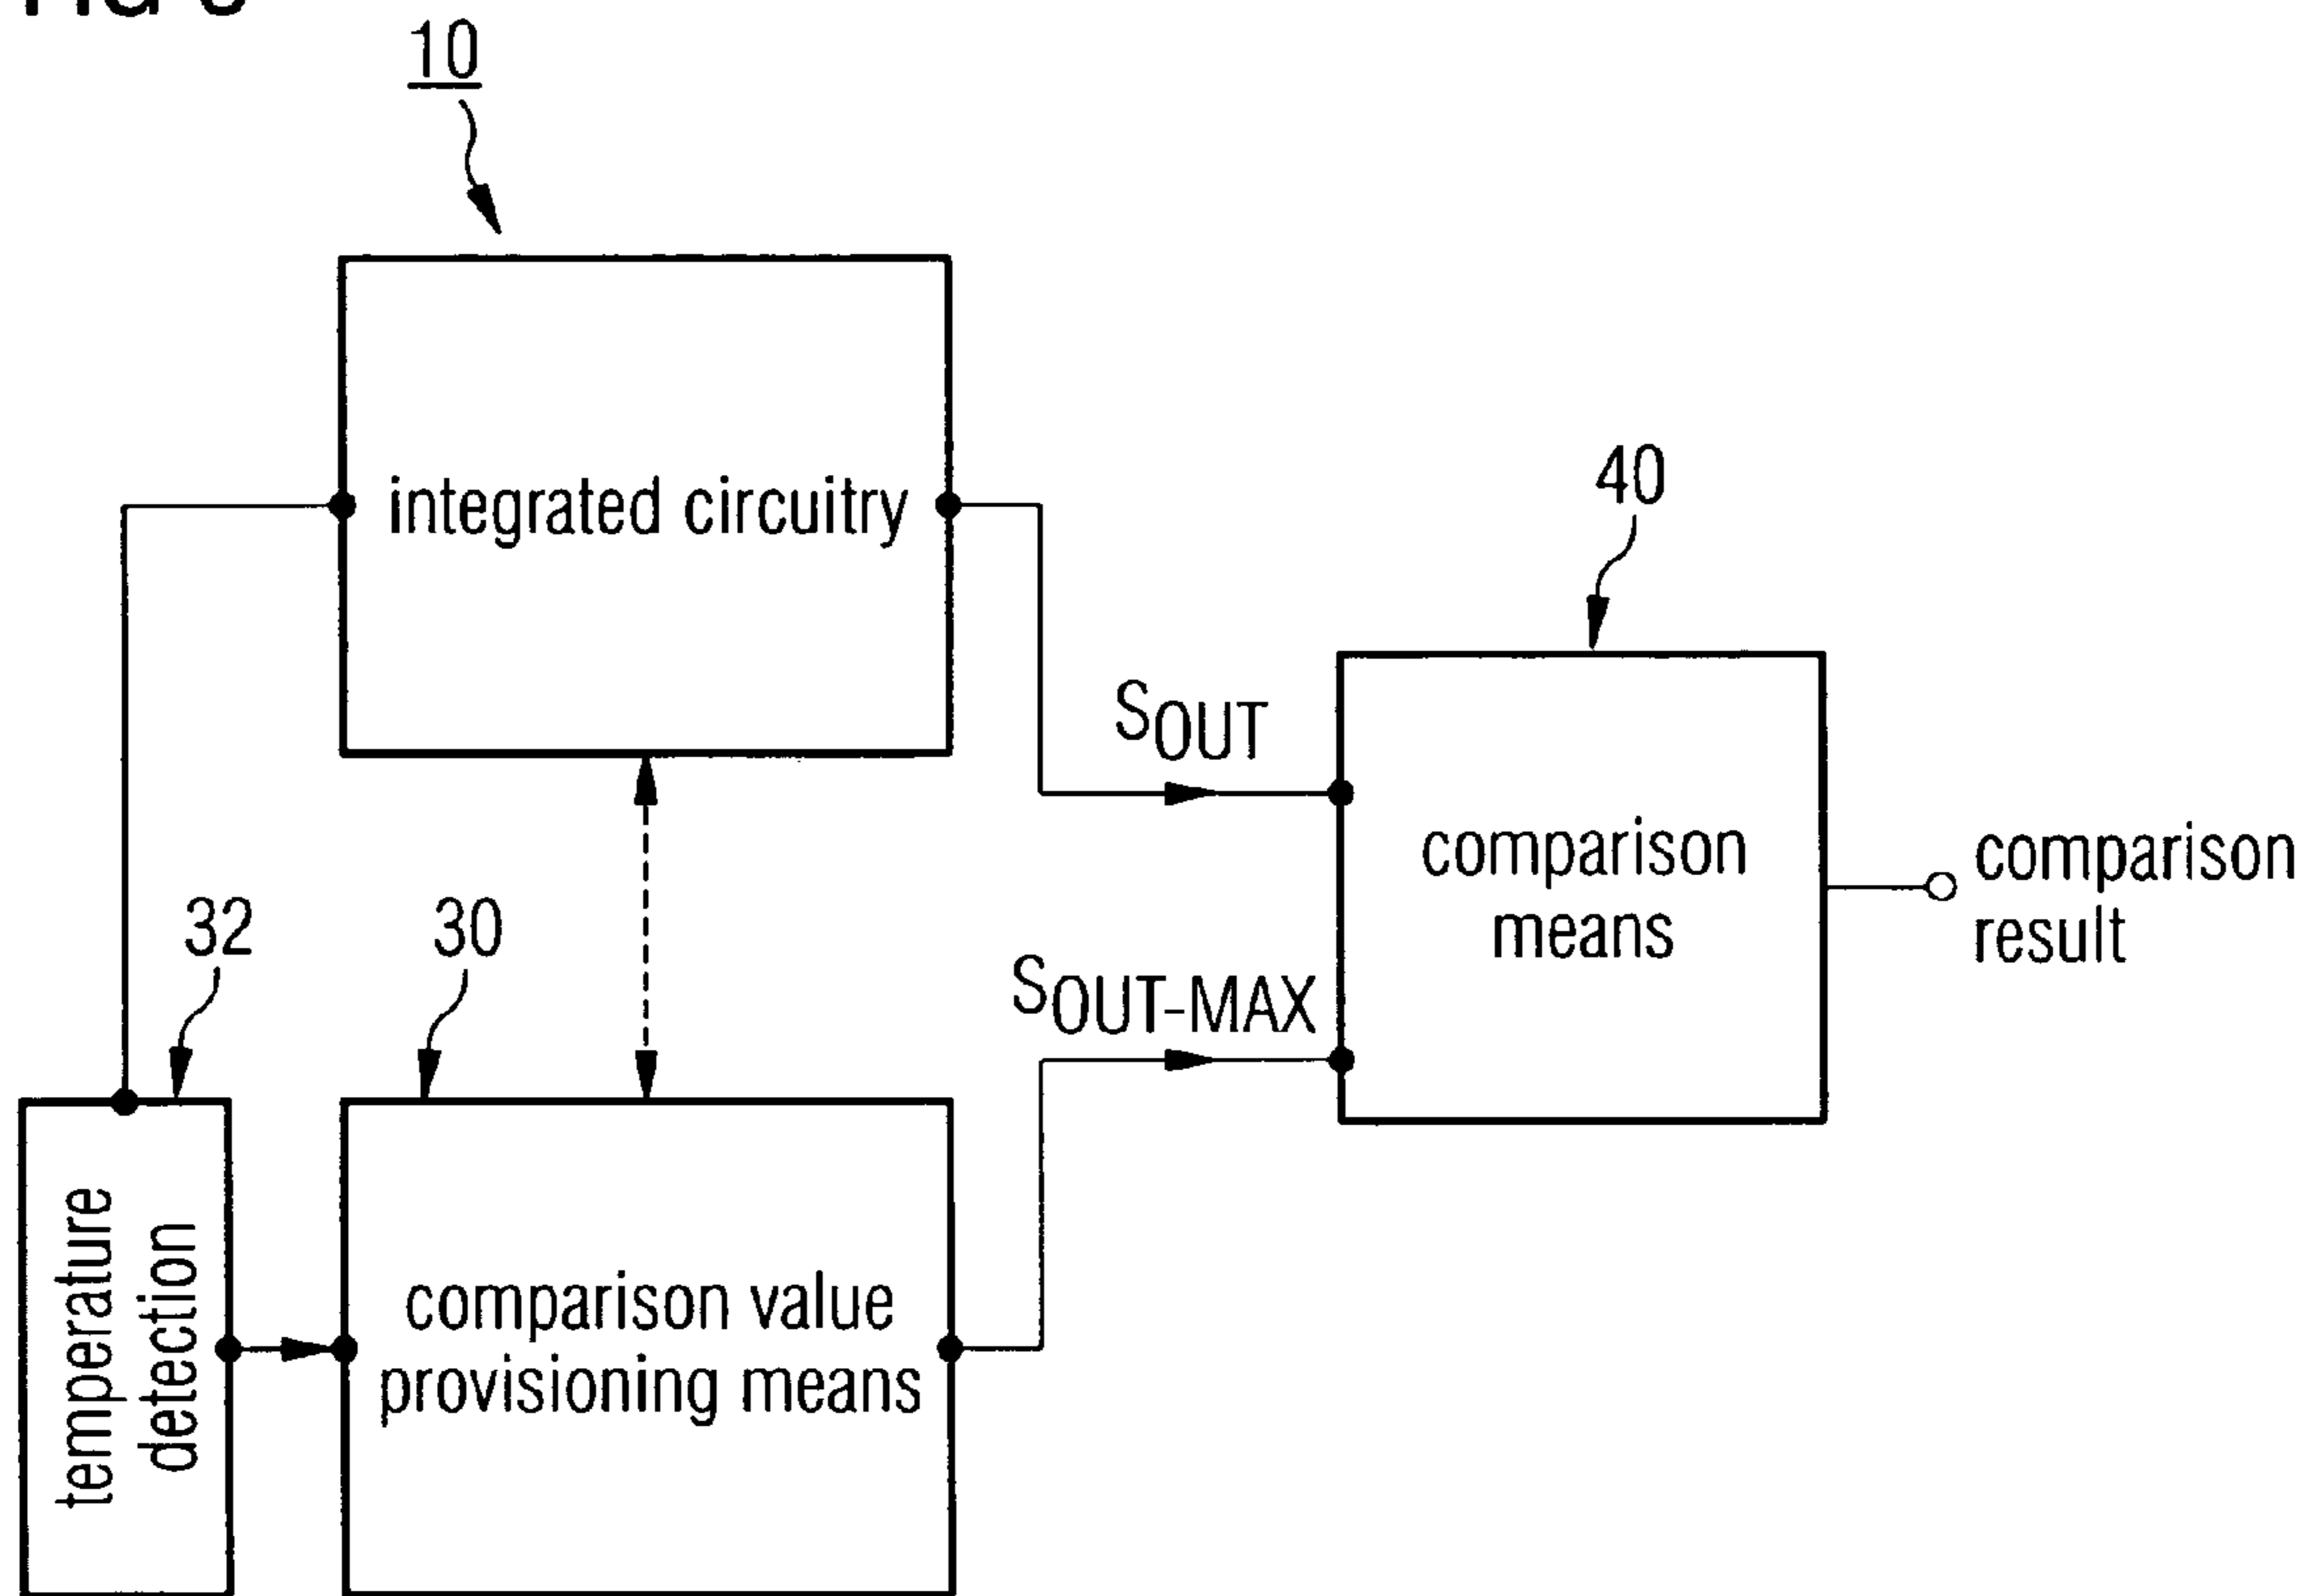 10
integrated circuitry
40
SOUT
comparison
means
comparison
result
32
30
SOUT-MAX
temperature
detection
comparison value
provisioning means